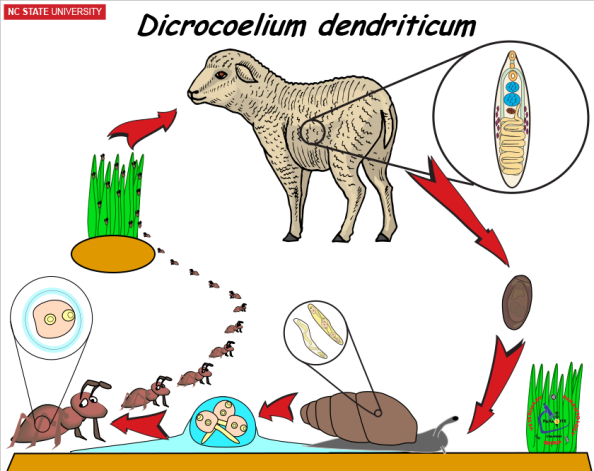 NC STATE UNIVERSITY
Dicrocoelium dendriticum